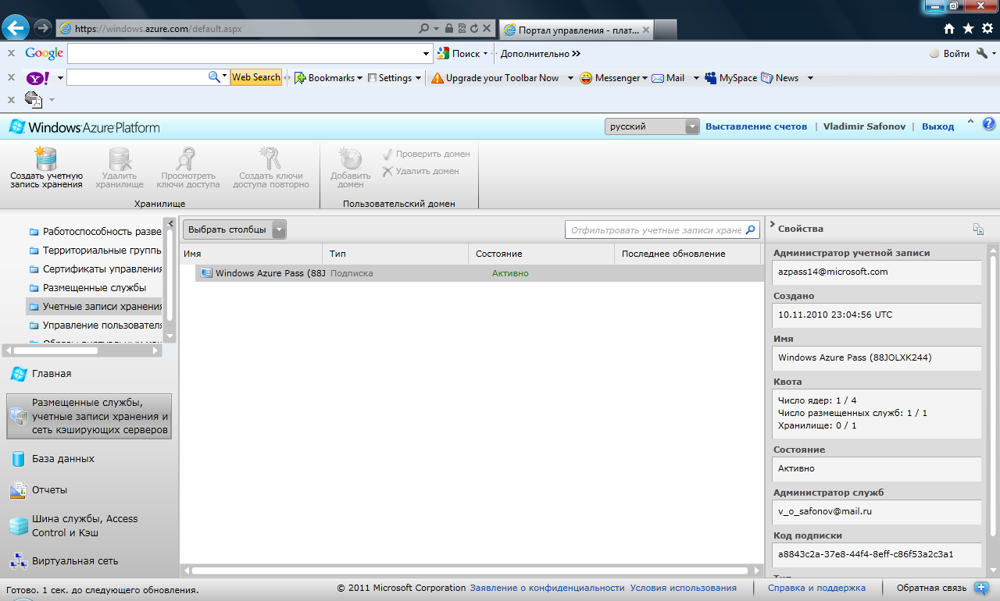 https://windows.azure.com/default.aspx
Портал управления - плат...
Google
Поиск
Дополнительно
Войти
Y!
Web Search
Bookmarks
Settings
Upgrade your Toolbar Now
Messenger
Mail
MySpace
News
Windows Azure Platform
русский
Выставление счетов | Vladimir Safonov | Выход
Создать учетную
запись хранения
Удалить
хранилище
Просмотреть
ключи доступа
Создать ключи
доступа повторно
Хранилище
Добавить
домен
Проверить домен
Удалить домен
Пользовательский домен
Работоспособность разве
Территориальные группь
Сертификаты управления
Размещенные службы
Учетные записи хранения
Управление пользователя
Главная
Размещенные службы,
учетные записи хранения и
сеть кэширующих серверов
База данных
Отчеты
Шина службы, Access
Control и Кэш
Виртуальная сеть
Выбрать столбцы
Отфильтровать учетные записи хране
Имя
Тип
Состояние
Последнее обновление
Windows Azure Pass (88J
Подписка
Активно
Свойства
Администратор учетной записи
azpass14@microsoft.com
Создано
10.11.2010 23:04:56 UTC
Имя
Windows Azure Pass (88JOLXK244)
Квота
Число ядер: 1 / 4
Число размещенных служб: 1 / 1
Хранилище: 0 / 1
Состояние
Активно
Администратор служб
v_o_safonov@mail.ru
Код подписки
a8843c2a-37e8-44f4-8eff-c86f53a2c3a1
Готово. 1 сек. до следующего обновления.
© 2011 Microsoft Corporation Заявление о конфиденциальности Условия использования
Справка и поддержка
Обратная связь